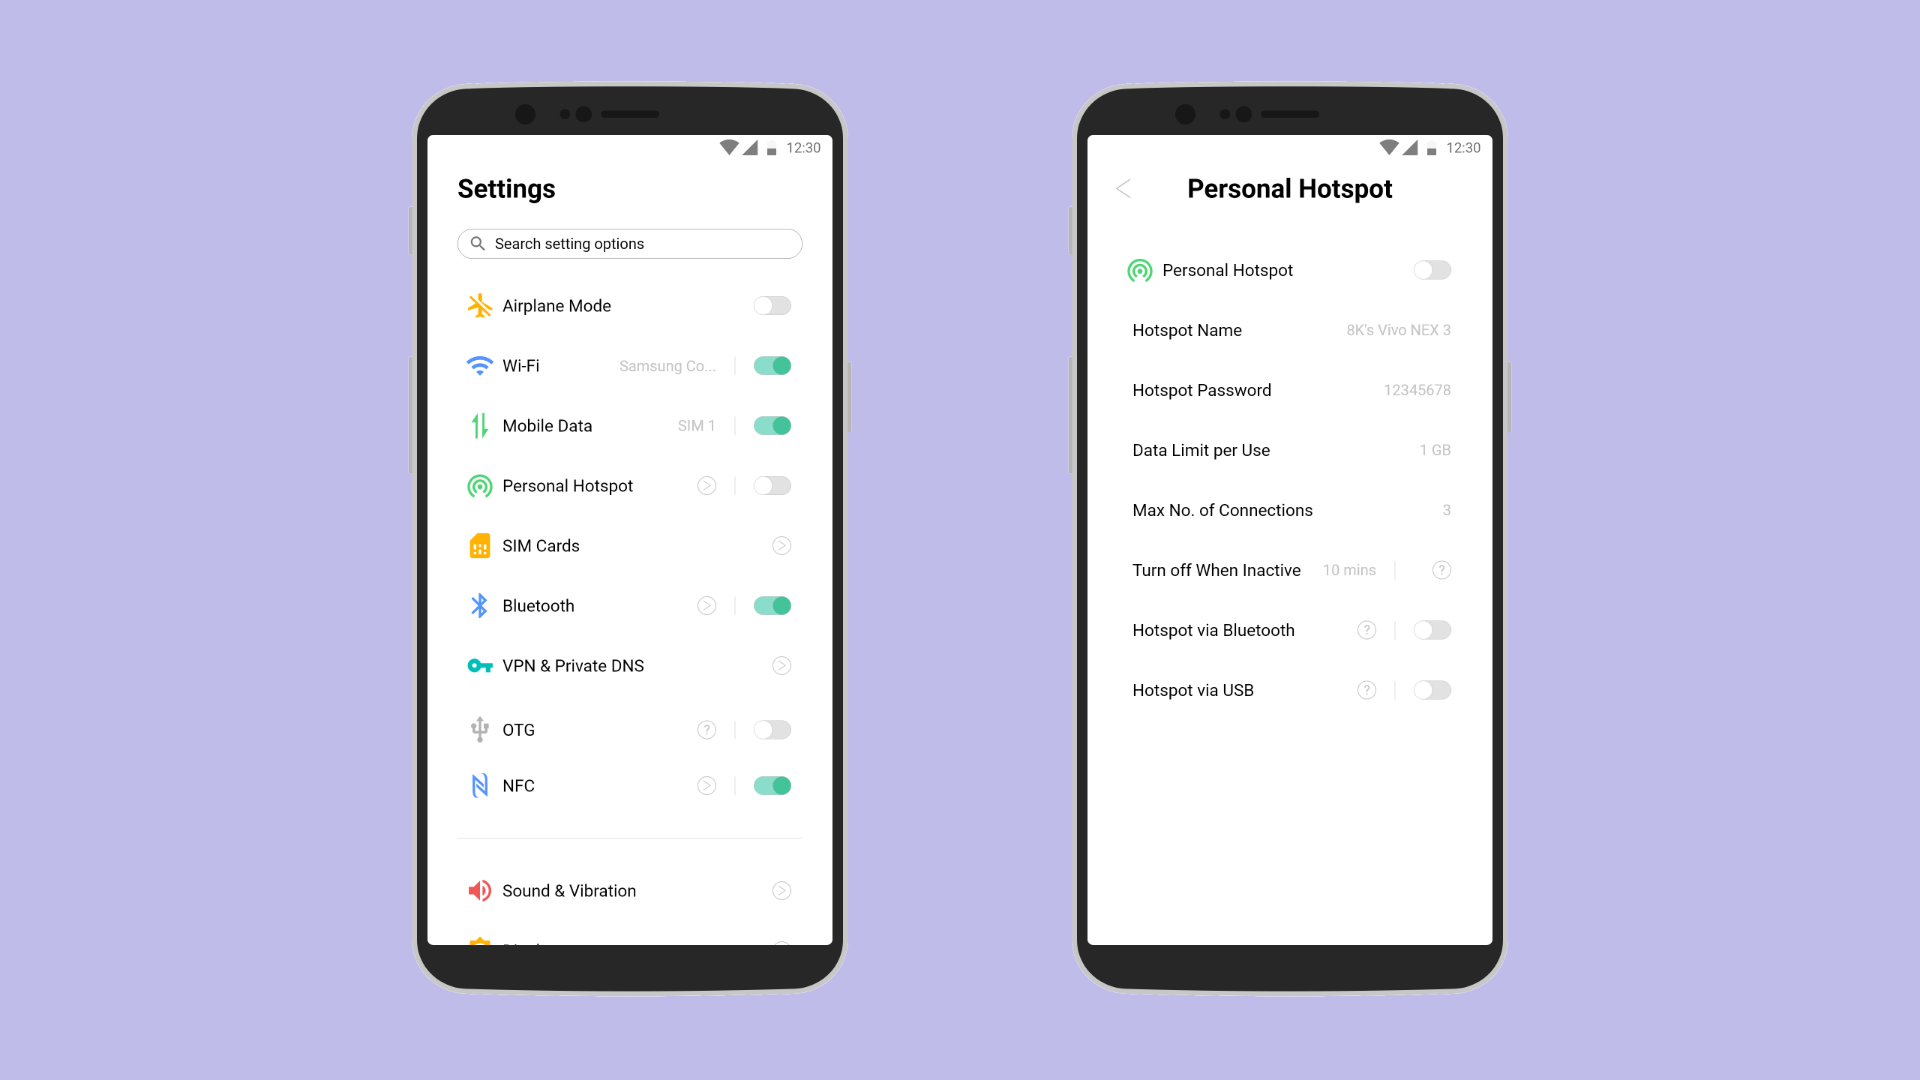 12:30
Settings
Search setting options
Airplane Mode
Wi-Fi Samsung Co...
Mobile Data SIM 1
Personal Hotspot
SIM Cards
Bluetooth
VPN & Private DNS
OTG ?
NFC
Sound & Vibration
12:30
Personal Hotspot
Personal Hotspot
Hotspot Name 8K's Vivo NEX 3
Hotspot Password 12345678
Data Limit per Use 1 GB
Max No. of Connections 3
Turn off When Inactive 10 mins ?
Hotspot via Bluetooth ?
Hotspot via USB ?